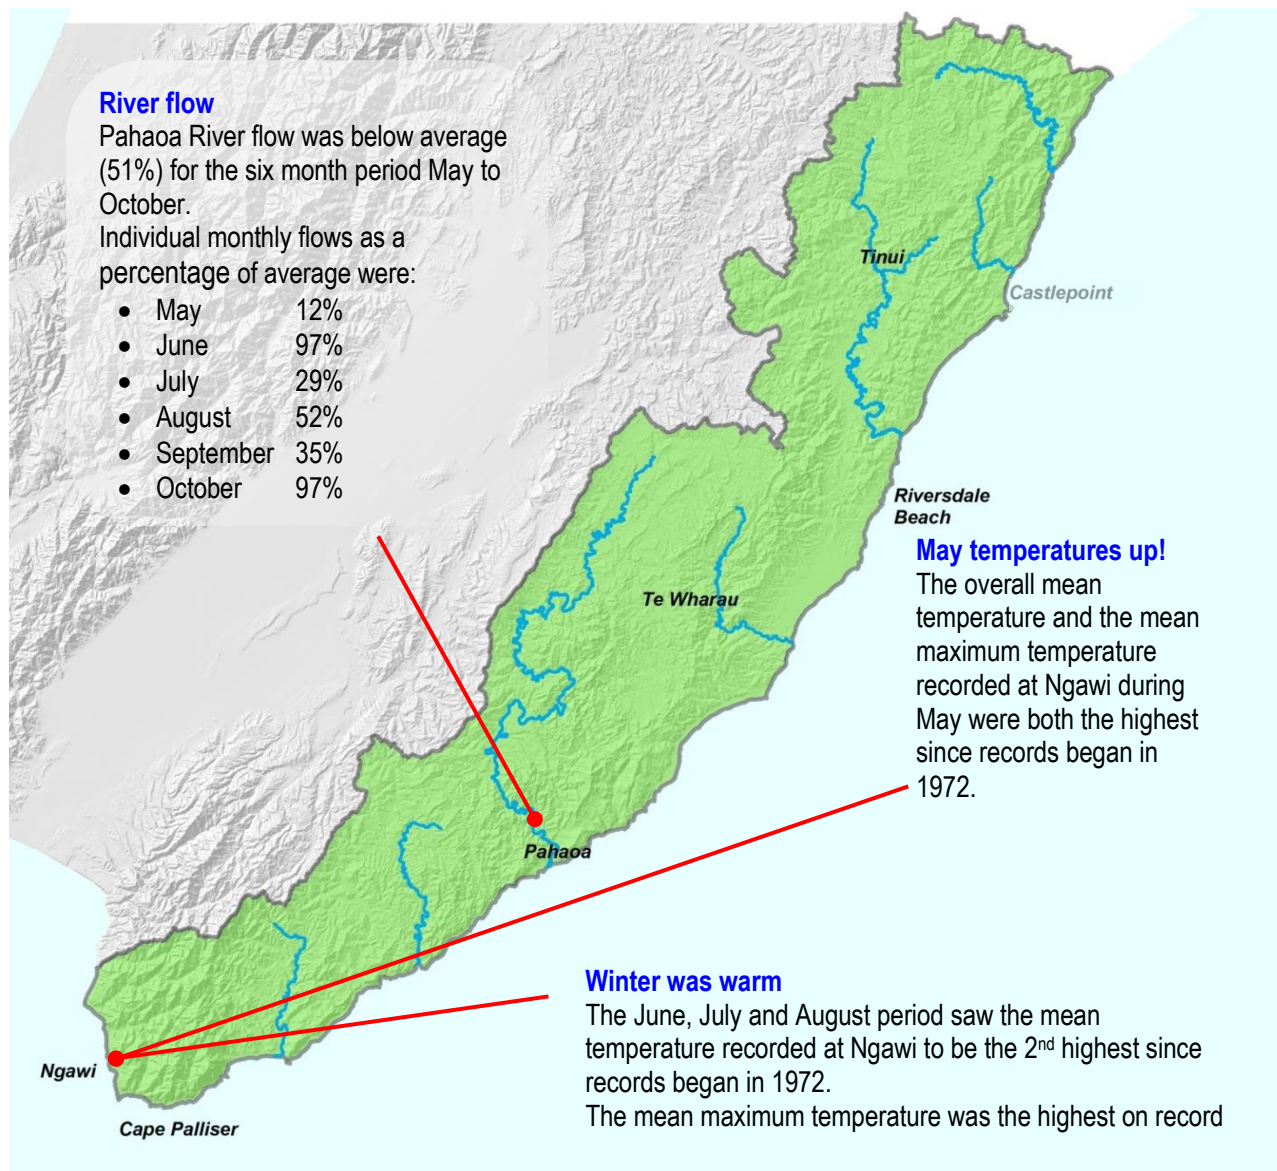 River flow
Pahaoa River flow was below average
(51%) for the six month period May to
October.
Individual monthly flows as a
percentage of average were:
• May 12%
• June 97%
• July 29%
• August 52%
• September 35%
• October 97%
Tinui
Castlepoint
Riversdale
Beach
May temperatures up!
The overall mean
temperature and the mean
maximum temperature
recorded at Ngawi during
May were both the highest
since records began in
1972.
Te Wharau
Pahaoa
Winter was warm
The June, July and August period saw the mean
temperature recorded at Ngawi to be the 2nd highest since
records began in 1972.
The mean maximum temperature was the highest on record
Ngawi
Cape Palliser